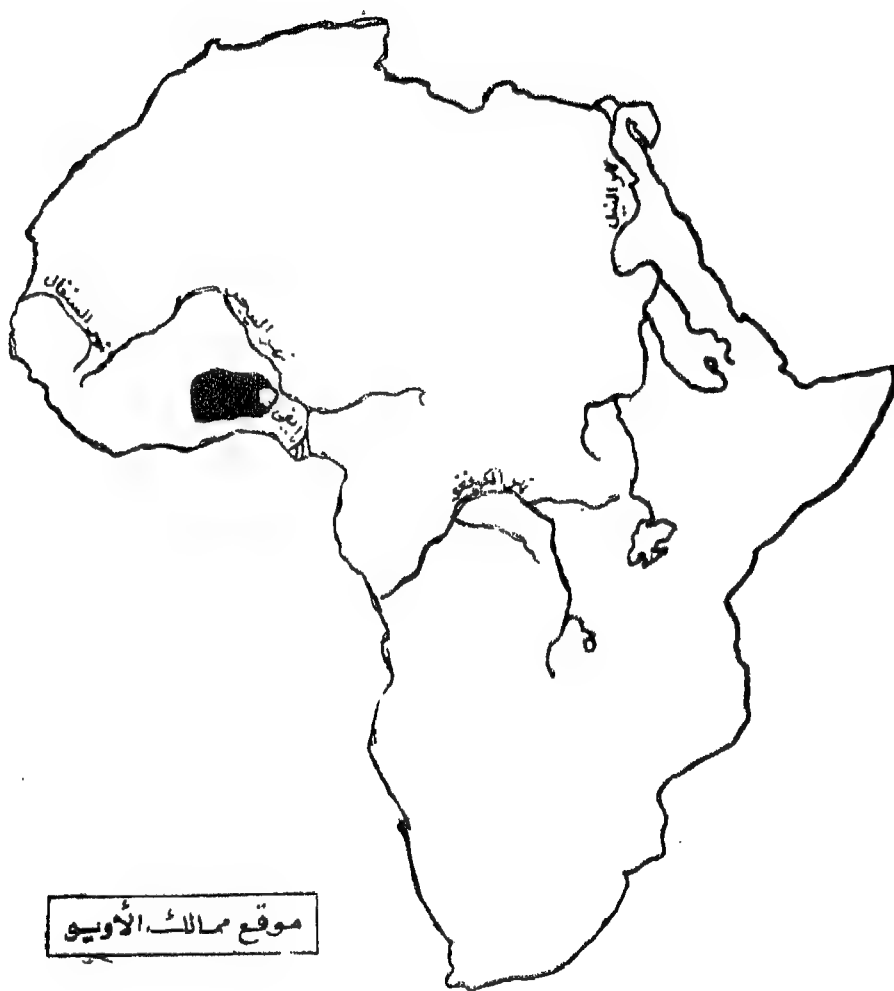 نهر النيل
نهر السنغال
نهر النيجر
نهر الكونغو
موقع ممالك الأويو